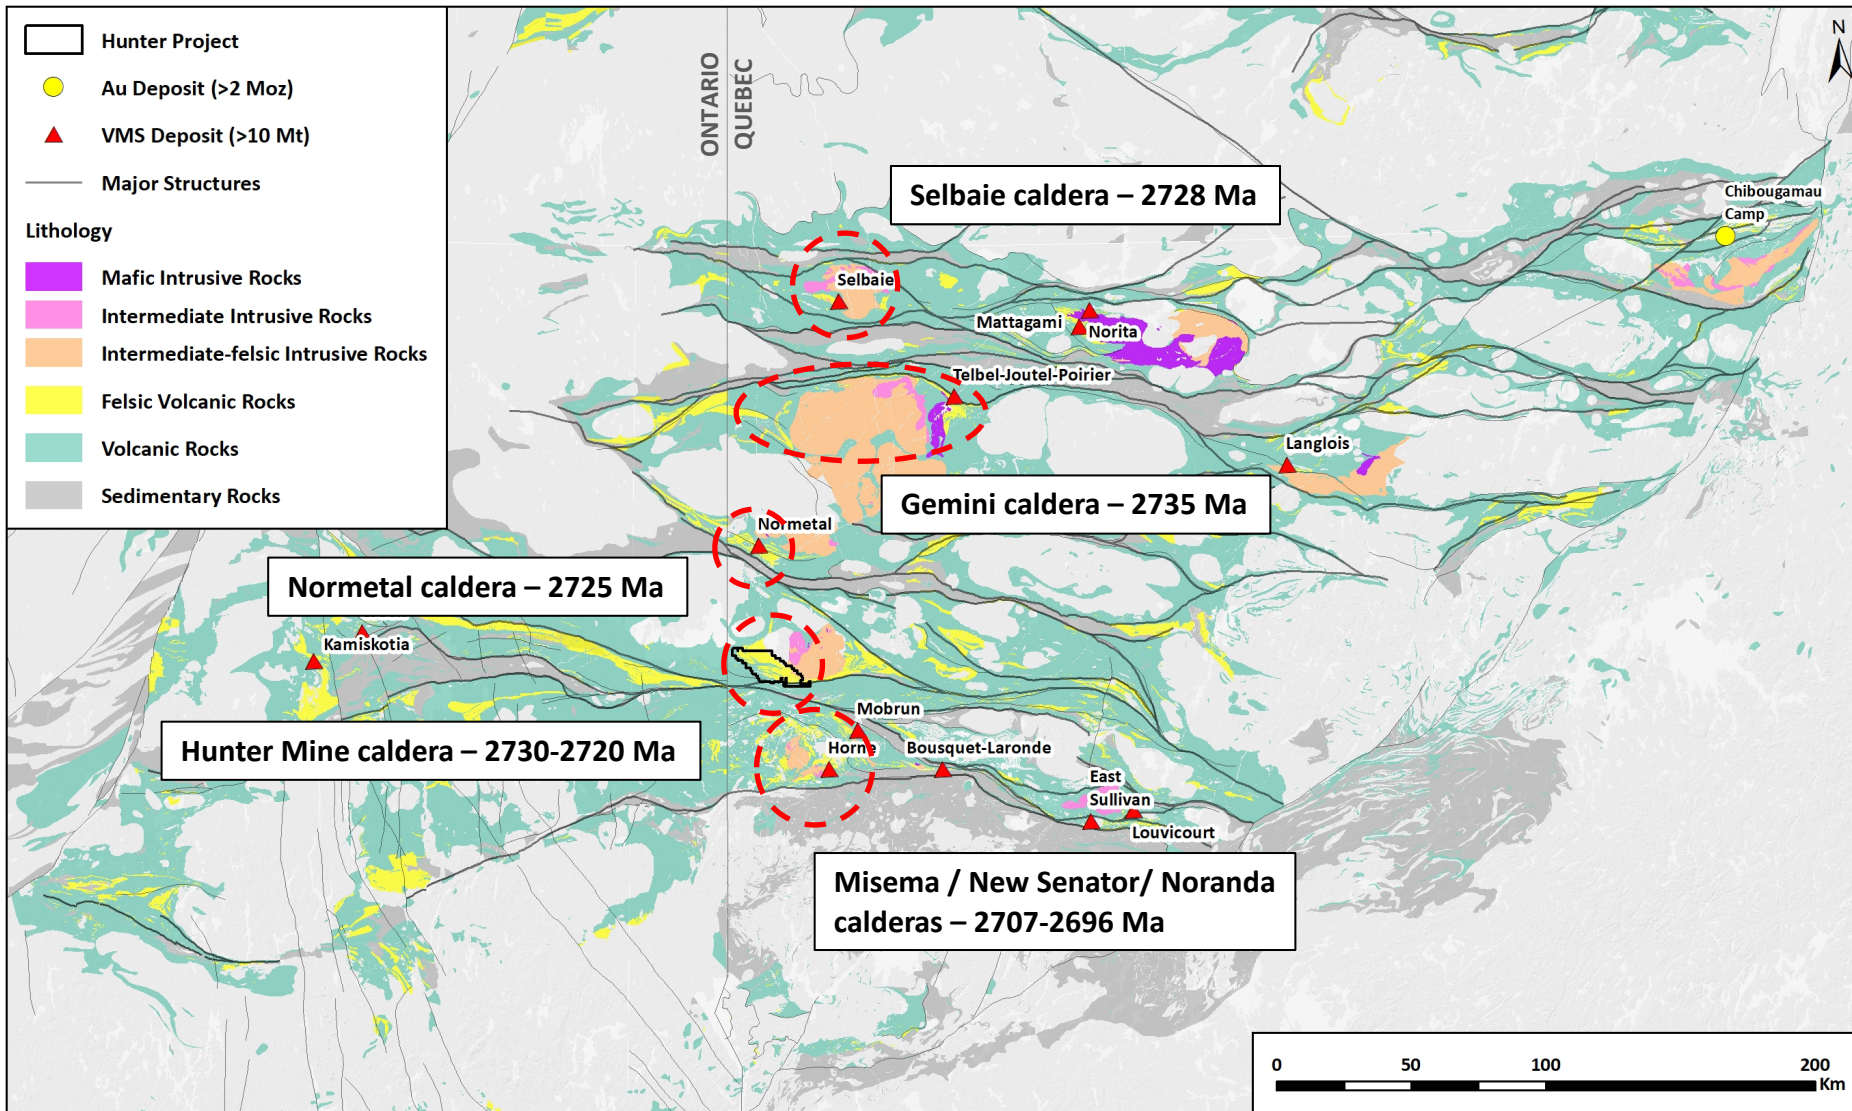 Hunter Project
Au Deposit (>2 Moz)
VMS Deposit (>10 Mt)
Major Structures
Lithology
Mafic Intrusive Rocks
Intermediate Intrusive Rocks
Intermediate-felsic Intrusive Rocks
Felsic Volcanic Rocks
Volcanic Rocks
Sedimentary Rocks
ONTARIO
QUEBEC
N
Selbaie caldera – 2728 Ma
Chibougamau
Camp
Selbaie
Mattagami
Norita
Telbel-Joutel-Poirier
Langlois
Gemini caldera – 2735 Ma
Normetal
Normetal caldera – 2725 Ma
Kamiskotia
Hunter Mine caldera – 2730-2720 Ma
Mobrun
Horne
Bousquet-Laronde
East
Sullivan
Louvicourt
Misema / New Senator/ Noranda
calderas – 2707-2696 Ma
0 50 100 200
Km